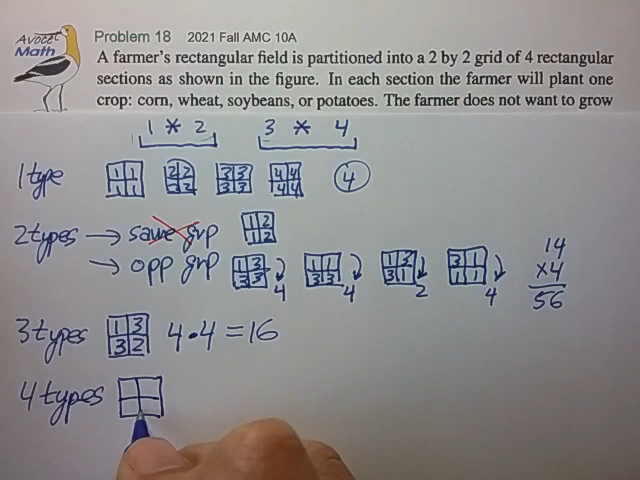 Avocet
Math
Problem 18 2021 Fall AMC 10A
A farmer's rectangular field is partitioned into a 2 by 2 grid of 4 rectangular
sections as shown in the figure. In each section the farmer will plant one
crop: corn, wheat, soybeans, or potatoes. The farmer does not want to grow
1 * 2 3 * 4
1 type 1 1 1 1 2 2 2 2 3 3 3 3 4 4 4 4 4
2 types → same grp 1 2 1 2
→ opp grp 1 3 3 3 4 1 1 3 1 4 1 3 3 1 2 3 1 1 1 4
14
×4
56
3 types 1 3 3 2 4·4=16
4 types